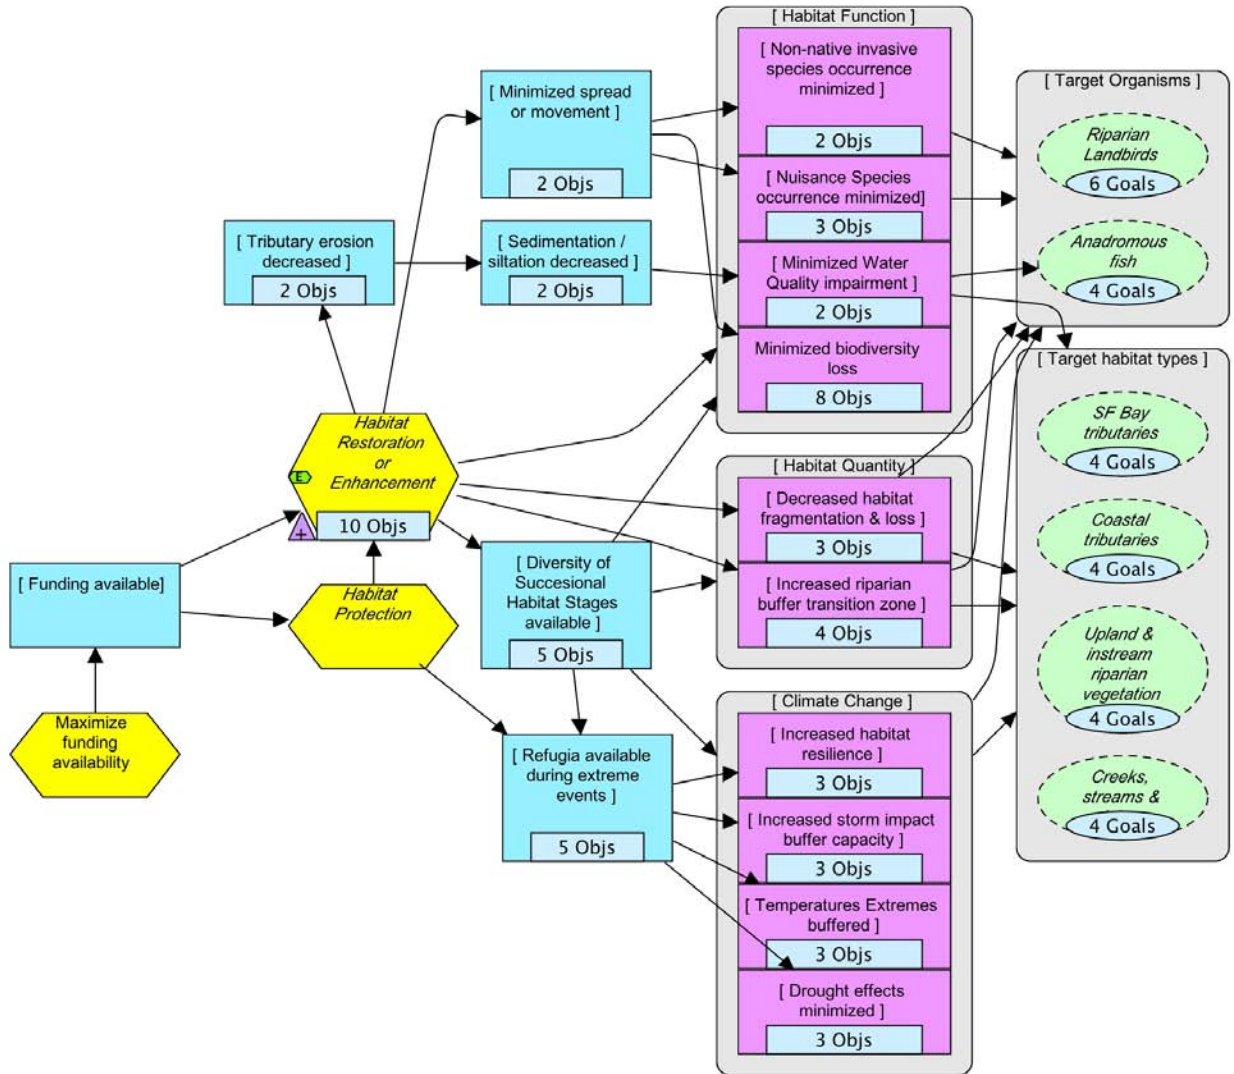 [ Habitat Function ]
[ Non-native invasive
species occurrence
minimized ]
2 Objs
[ Nuisance Species
occurrence minimized]
3 Objs
[ Minimized Water
Quality impairment ]
2 Objs
Minimized biodiversity
loss
8 Objs
[ Minimized spread
or movement ]
2 Objs
[ Tributary erosion
decreased ]
2 Objs
[ Sedimentation /
siltation decreased ]
2 Objs
[ Target Organisms ]
Riparian
Landbirds
6 Goals
Anadromous
fish
4 Goals
[ Target habitat types ]
SF Bay
tributaries
4 Goals
Coastal
tributaries
4 Goals
Upland &
instream
riparian
vegetation
4 Goals
Creeks,
streams &
4 Goals
Habitat
Restoration
or
Enhancement
E
+
10 Objs
[ Habitat Quantity ]
[ Decreased habitat
fragmentation & loss ]
3 Objs
[ Increased riparian
buffer transition zone ]
4 Objs
[ Funding available]
Habitat
Protection
[ Diversity of
Succesional
Habitat Stages
available ]
5 Objs
Maximize
funding
availability
[ Refugia available
during extreme
events ]
5 Objs
[ Climate Change ]
[ Increased habitat
resilience ]
3 Objs
[ Increased storm impact
buffer capacity ]
3 Objs
[ Temperatures Extremes
buffered ]
3 Objs
[ Drought effects
minimized ]
3 Objs